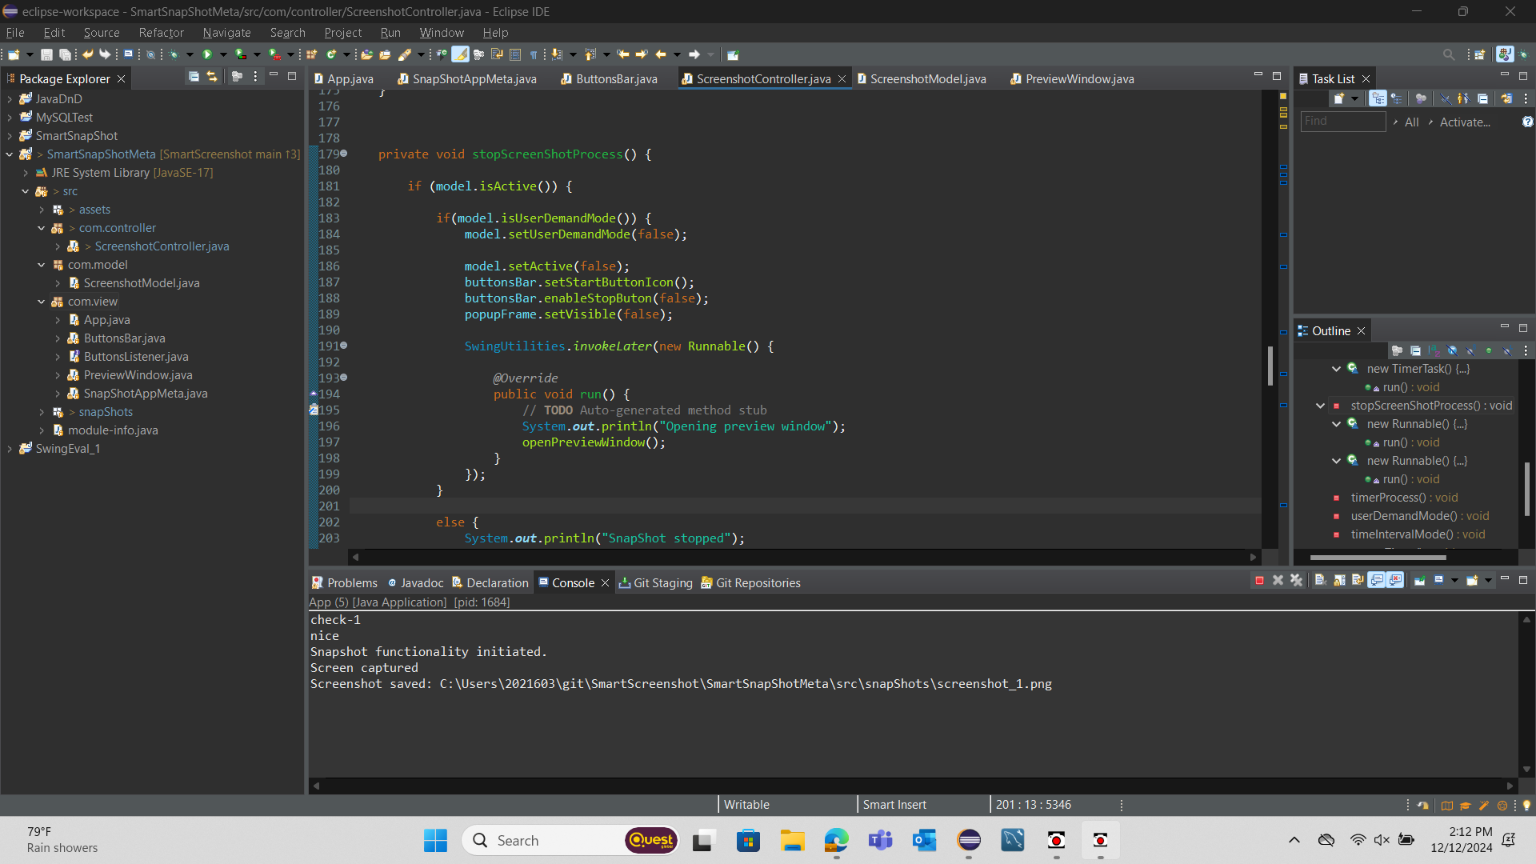 eclipse-workspace - SmartSnapShotMeta/src/com/controller/ScreenshotController.java - Eclipse IDE
File Edit Source Refactor Navigate Search Project Run Window Help
Package Explorer
JavaDnD
MySQLTest
SmartSnapShot
> SmartSnapShotMeta [SmartScreenshot main ↑3]
JRE System Library [JavaSE-17]
> src
> assets
> com.controller
> ScreenshotController.java
com.model
ScreenshotModel.java
com.view
App.java
ButtonsBar.java
ButtonsListener.java
PreviewWindow.java
SnapShotAppMeta.java
> snapShots
module-info.java
SwingEval_1
App.java SnapShotAppMeta.java ButtonsBar.java ScreenshotController.java ScreenshotModel.java PreviewWindow.java
175 }
176
177
178
179 private void stopScreenShotProcess() {
180
181 if (model.isActive()) {
182
183 if(model.isUserDemandMode()) {
184 model.setUserDemandMode(false);
185
186 model.setActive(false);
187 buttonsBar.setStartButtonIcon();
188 buttonsBar.enableStopButon(false);
189 popupFrame.setVisible(false);
190
191 SwingUtilities.invokeLater(new Runnable() {
192
193 @Override
194 public void run() {
195 // TODO Auto-generated method stub
196 System.out.println("Opening preview window");
197 openPreviewWindow();
198 }
199 });
200 }
201
202 else {
203 System.out.println("SnapShot stopped");
Task List
Find All Activate...
Outline
new TimerTask() {...}
run() : void
stopScreenShotProcess() : void
new Runnable() {...}
run() : void
new Runnable() {...}
run() : void
timerProcess() : void
userDemandMode() : void
timeIntervalMode() : void
Problems Javadoc Declaration Console Git Staging Git Repositories
App (5) [Java Application] [pid: 1684]
check-1
nice
Snapshot functionality initiated.
Screen captured
Screenshot saved: C:\Users\2021603\git\SmartScreenshot\SmartSnapShotMeta\src\snapShots\screenshot_1.png
Writable Smart Insert 201 : 13 : 5346
79°F
Rain showers
Search
Quest
2:12 PM
12/12/2024